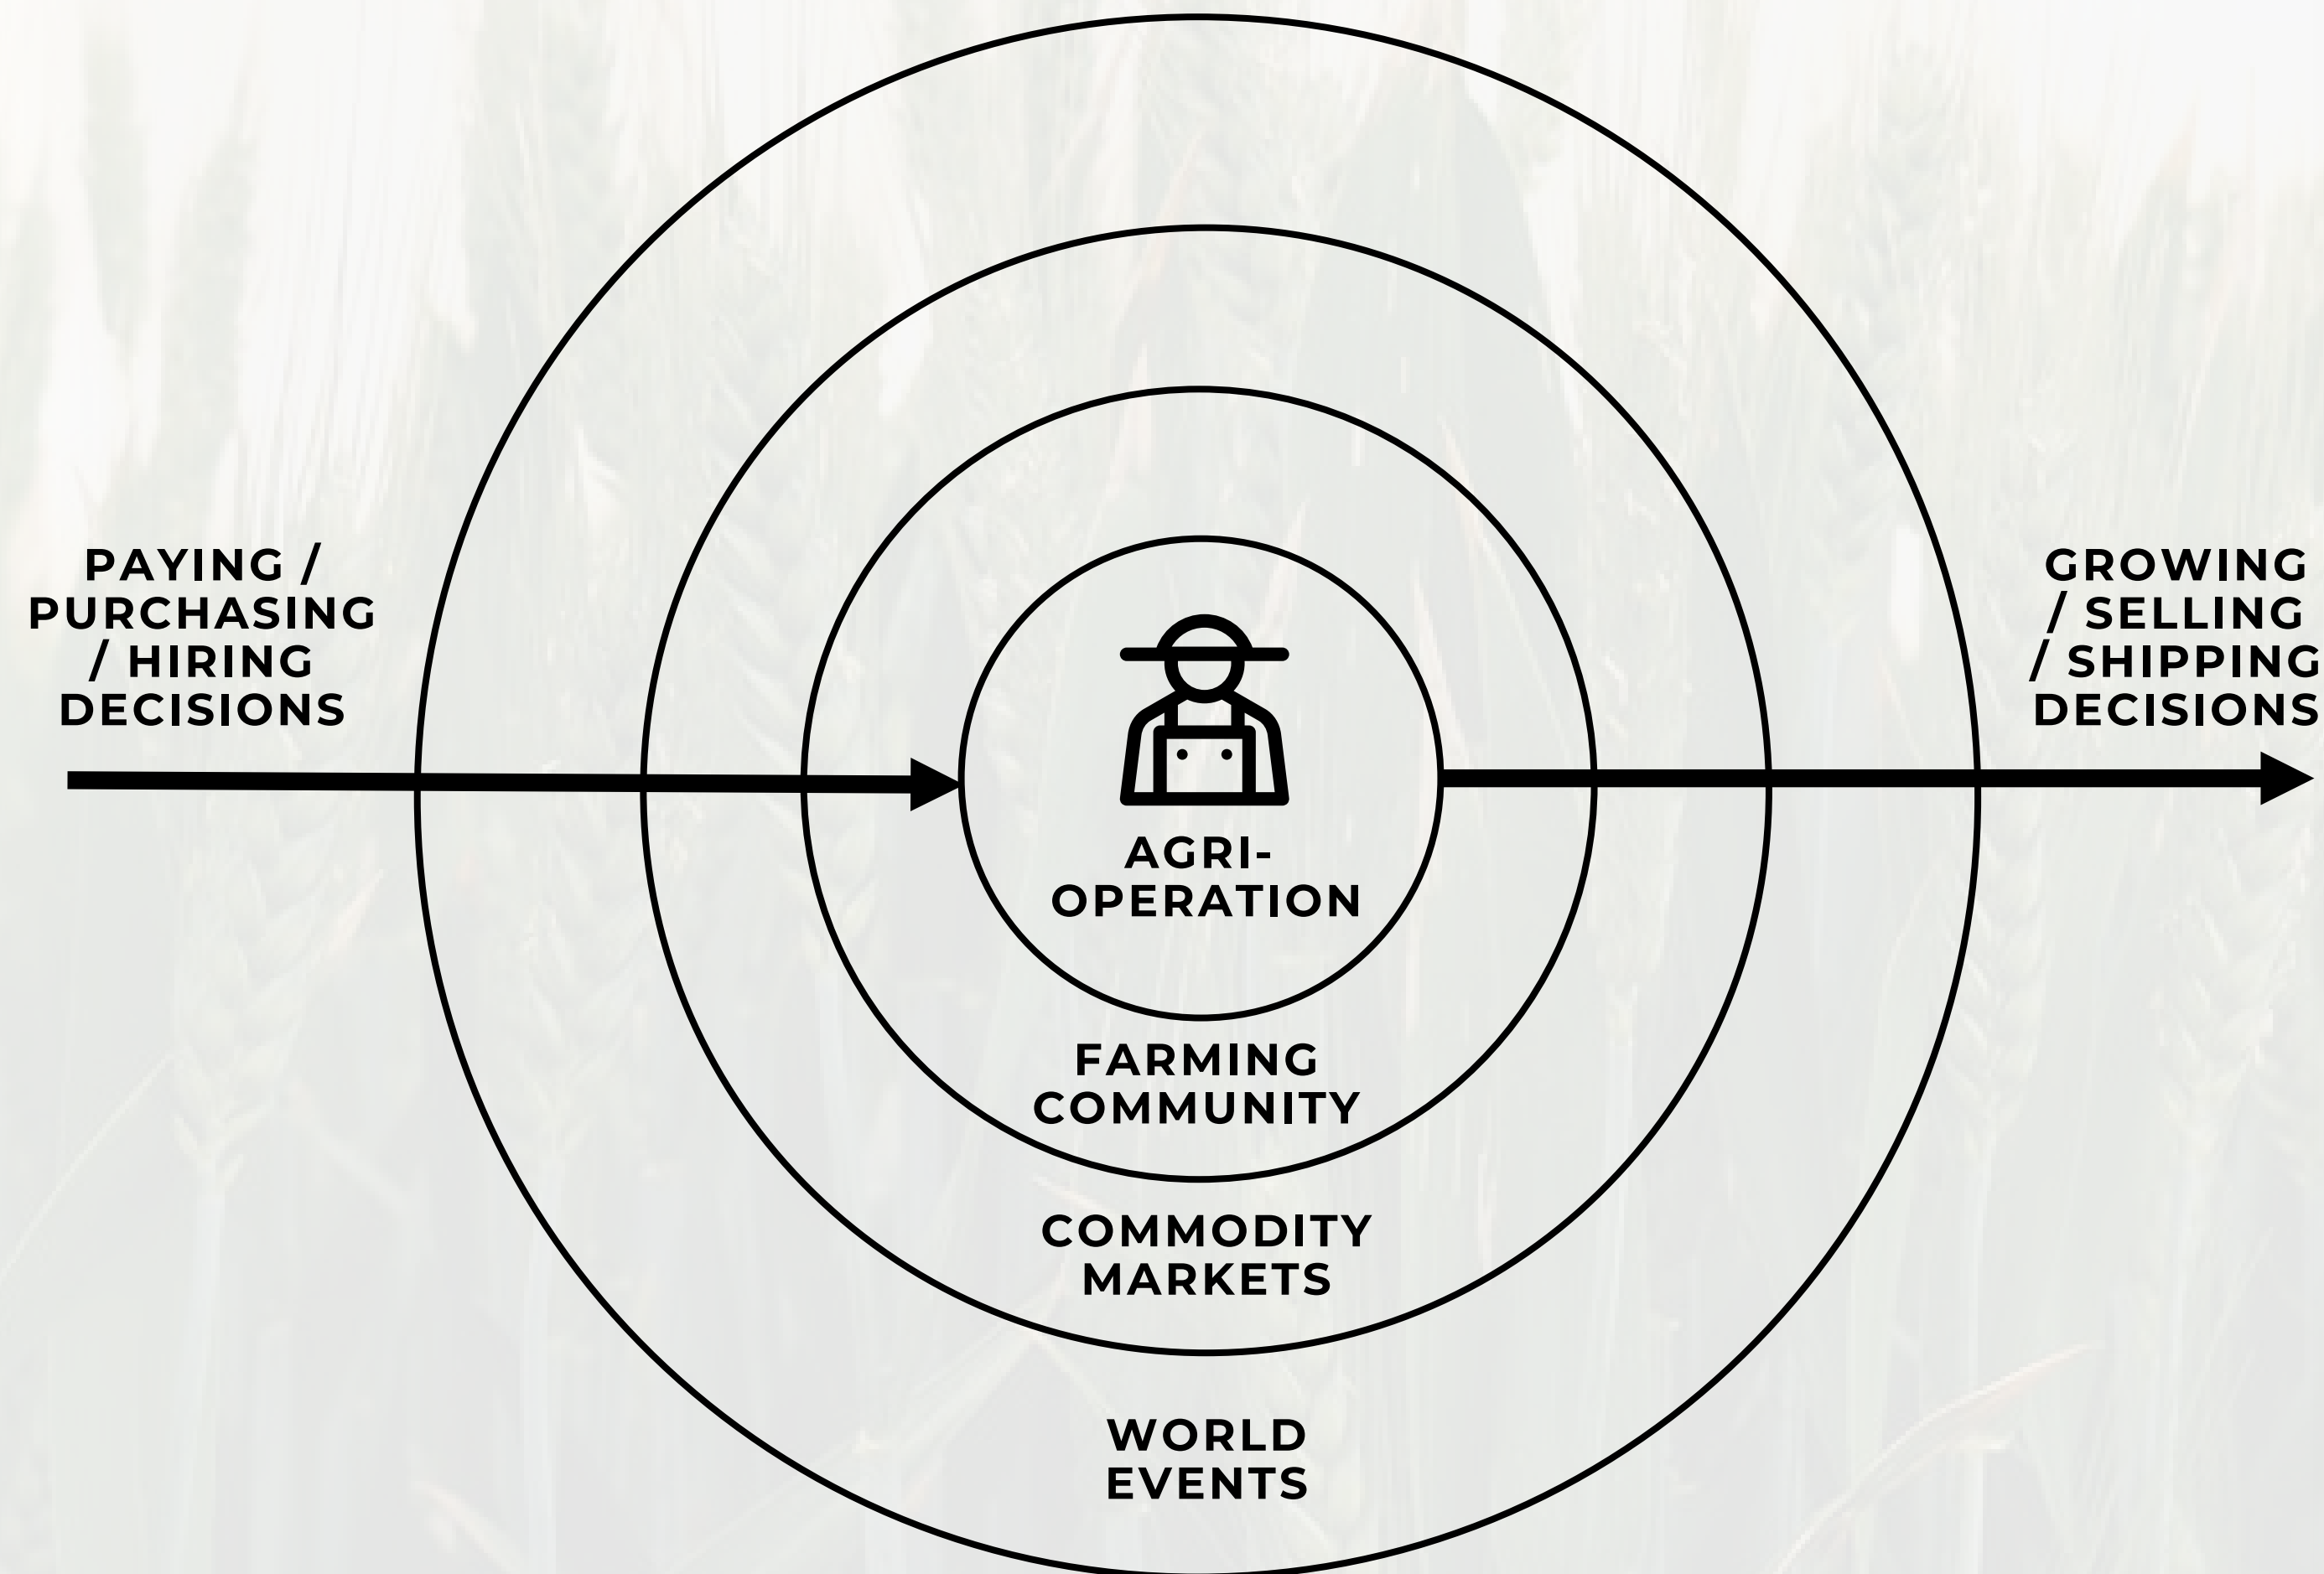 PAYING /
PURCHASING
/ HIRING
DECISIONS
GROWING
/ SELLING
/ SHIPPING
DECISIONS
AGRI-
OPERATION
FARMING
COMMUNITY
COMMODITY
MARKETS
WORLD
EVENTS